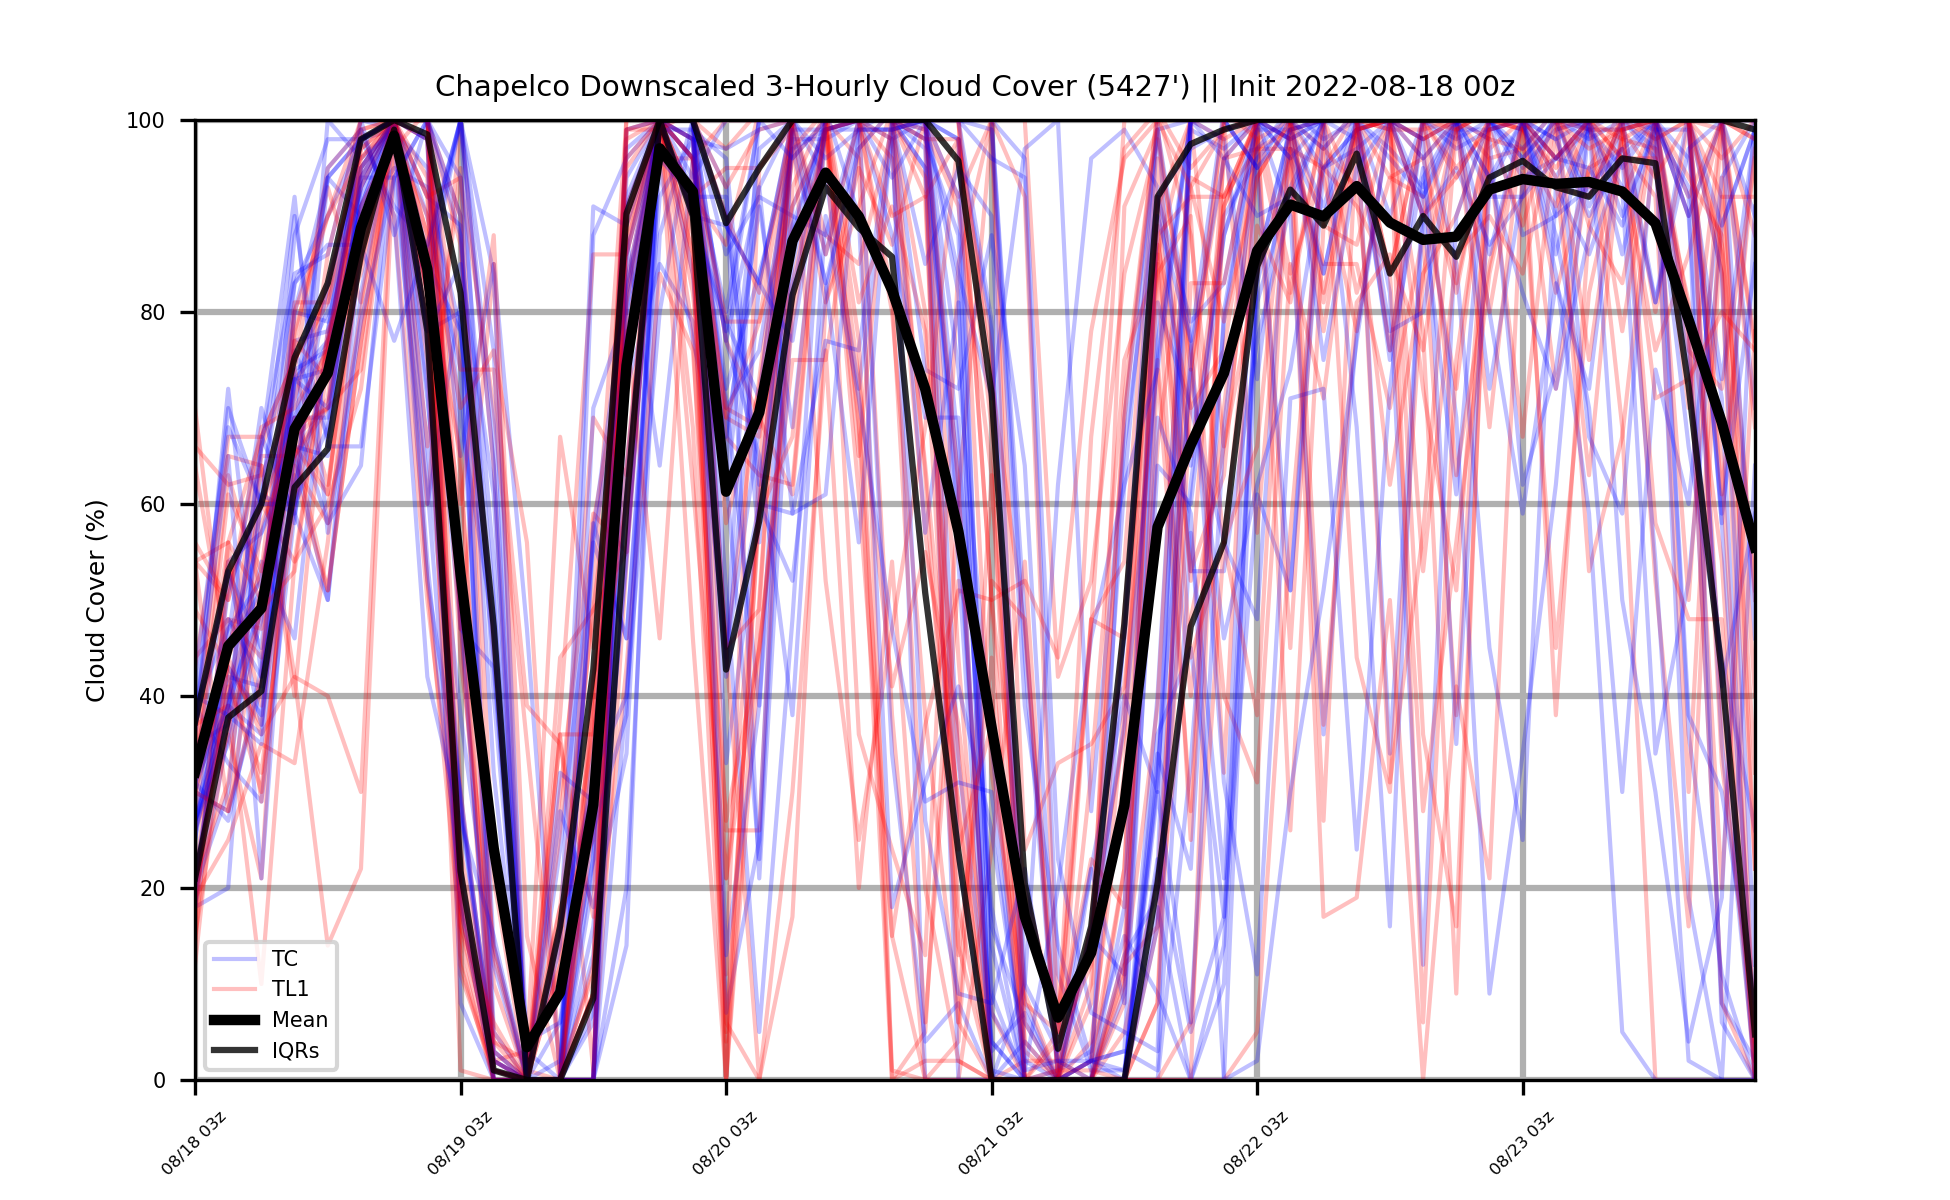 Chapelco Downscaled 3-Hourly Cloud Cover (5427') || Init 2022-08-18 00z
Cloud Cover (%)
100
80
60
40
20
0
TC
TL1
Mean
IQRs
08/18 03z
08/19 03z
08/20 03z
08/21 03z
08/22 03z
08/23 03z